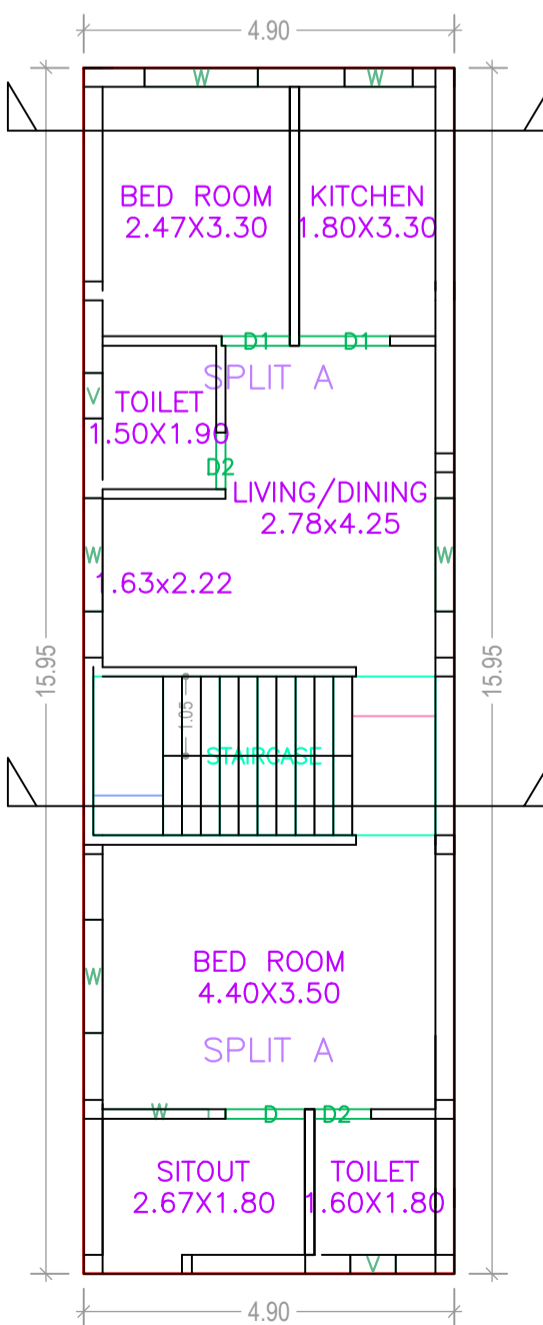 4.90
W
W
BED ROOM
2.47X3.30
KITCHEN
1.80X3.30
D1
D1
SPLIT A
V
TOILET
1.50X1.90
D2
LIVING/DINING
2.78x4.25
W
W
1.63x2.22
15.95
15.95
1.05
STAIRCASE
BED ROOM
4.40X3.50
W
SPLIT A
W
D
D2
SITOUT
2.67X1.80
TOILET
1.60X1.80
V
4.90